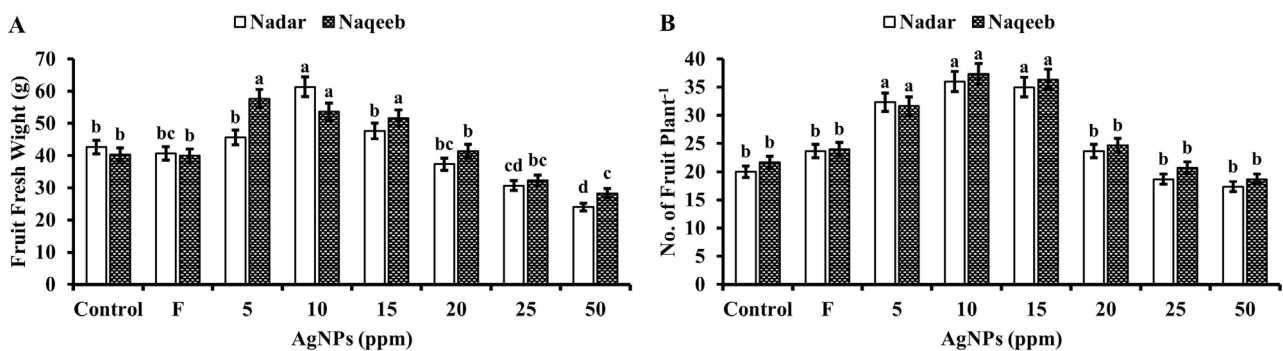 A
Nadar Naqeeb
Fruit Fresh Wight (g)
70
60
50
40
30
20
10
0
b b bc b b a a a b a bc b cd bc d c
Control F 5 10 15 20 25 50
AgNPs (ppm)
B
Nadar Naqeeb
No. of Fruit Plant⁻¹
40
35
30
25
20
15
10
5
0
b b b b a a a a a a b b b b b b
Control F 5 10 15 20 25 50
AgNPs (ppm)